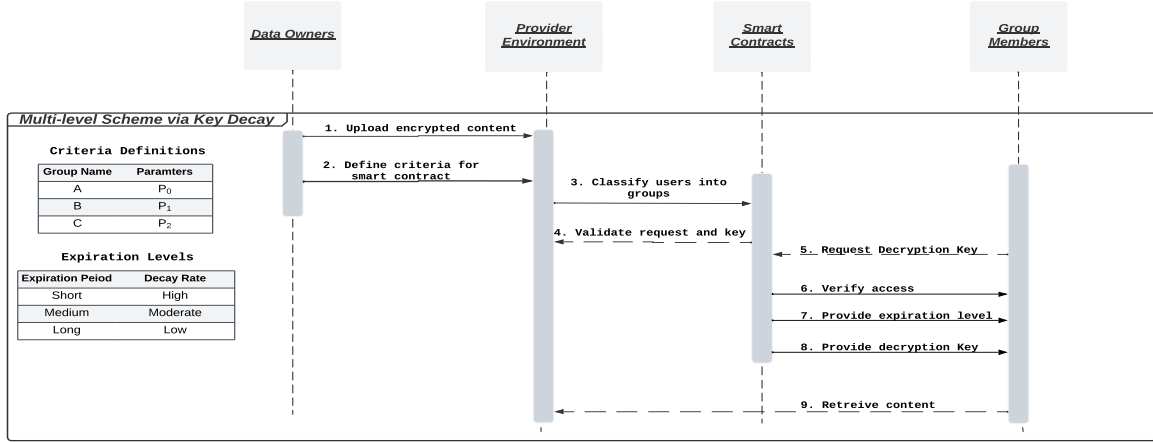 Data Owners
Provider
Environment
Smart
Contracts
Group
Members
Multi-level Scheme via Key Decay
1. Upload encrypted content
Criteria Definitions
Group Name Paramters
A P₀
B P₁
C P₂
2. Define criteria for
smart contract
3. Classify users into
groups
4. Validate request and key
5. Request Decryption Key
Expiration Levels
Expiration Peiod Decay Rate
Short High
Medium Moderate
Long Low
6. Verify access
7. Provide expiration level
8. Provide decryption Key
9. Retreive content